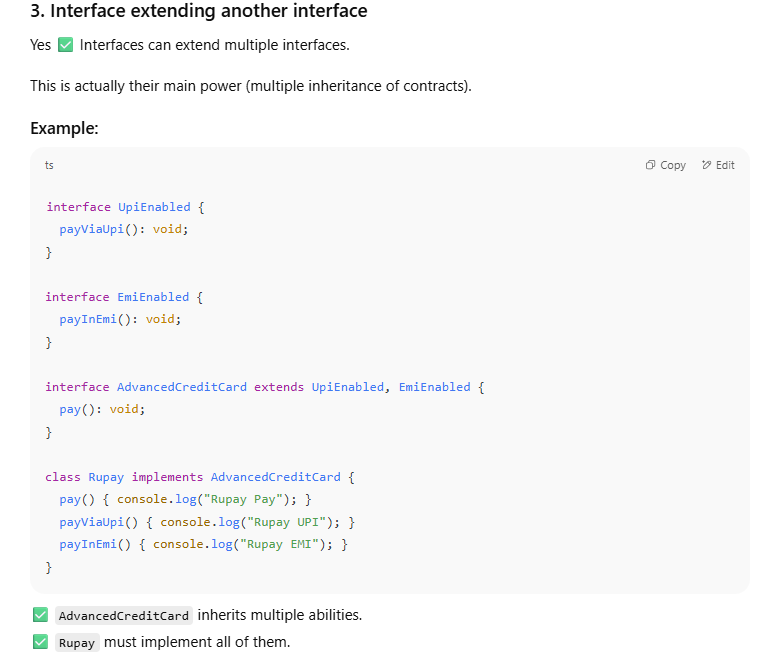 3. Interface extending another interface
Yes ✅ Interfaces can extend multiple interfaces.
This is actually their main power (multiple inheritance of contracts).
Example:
ts
Copy
Edit
interface UpiEnabled {
  payViaUpi(): void;
}
interface EmiEnabled {
  payInEmi(): void;
}
interface AdvancedCreditCard extends UpiEnabled, EmiEnabled {
  pay(): void;
}
class Rupay implements AdvancedCreditCard {
  pay() { console.log("Rupay Pay"); }
  payViaUpi() { console.log("Rupay UPI"); }
  payInEmi() { console.log("Rupay EMI"); }
}
✅ AdvancedCreditCard inherits multiple abilities.
✅ Rupay must implement all of them.